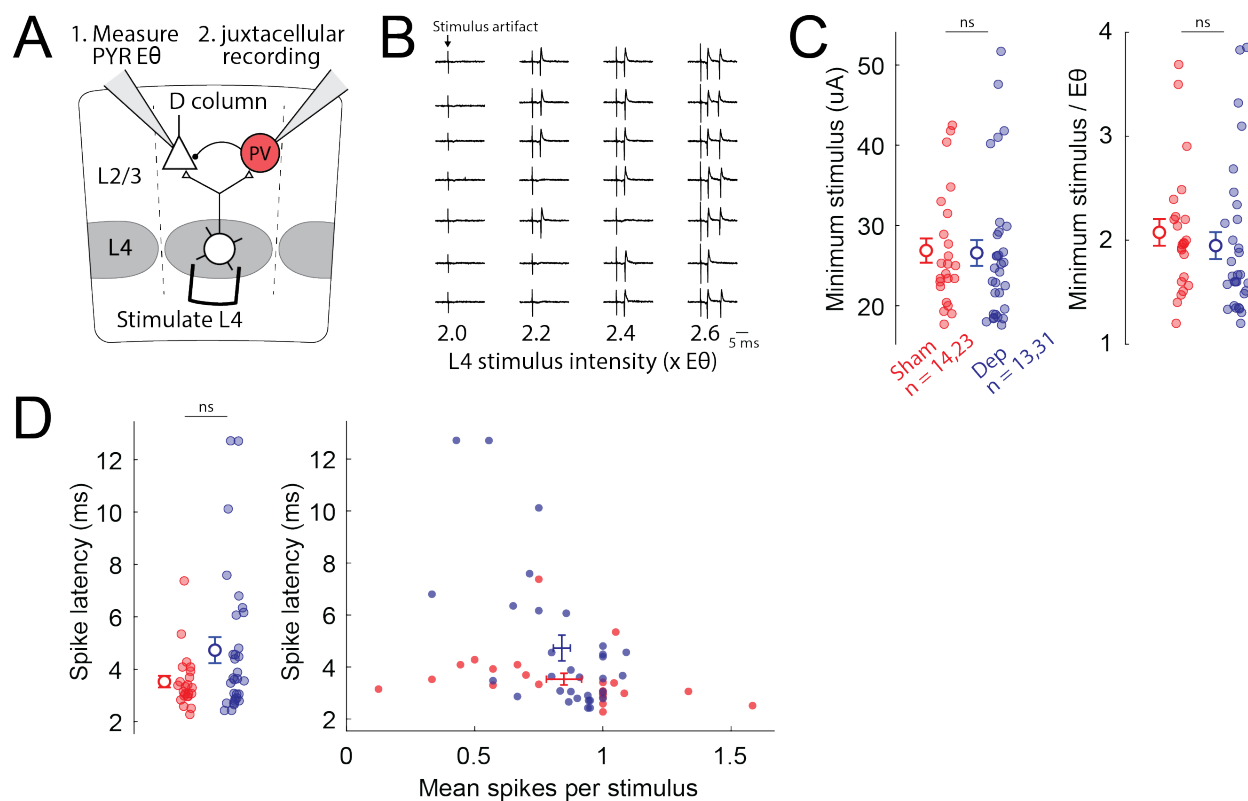 A
1. Measure
PYR Eθ
2. juxtacellular
recording
D column
PV
L2/3
L4
Stimulate L4
B
Stimulus artifact
2.0
2.2
2.4
2.6
5 ms
L4 stimulus intensity (x Eθ)
C
ns
Minimum stimulus (uA)
50
40
30
20
Sham
n = 14,23
Dep
n = 13,31
ns
Minimum stimulus / Eθ
4
3
2
1
D
ns
Spike latency (ms)
12
10
8
6
4
2
Spike latency (ms)
12
10
8
6
4
2
0
0.5
1
1.5
Mean spikes per stimulus